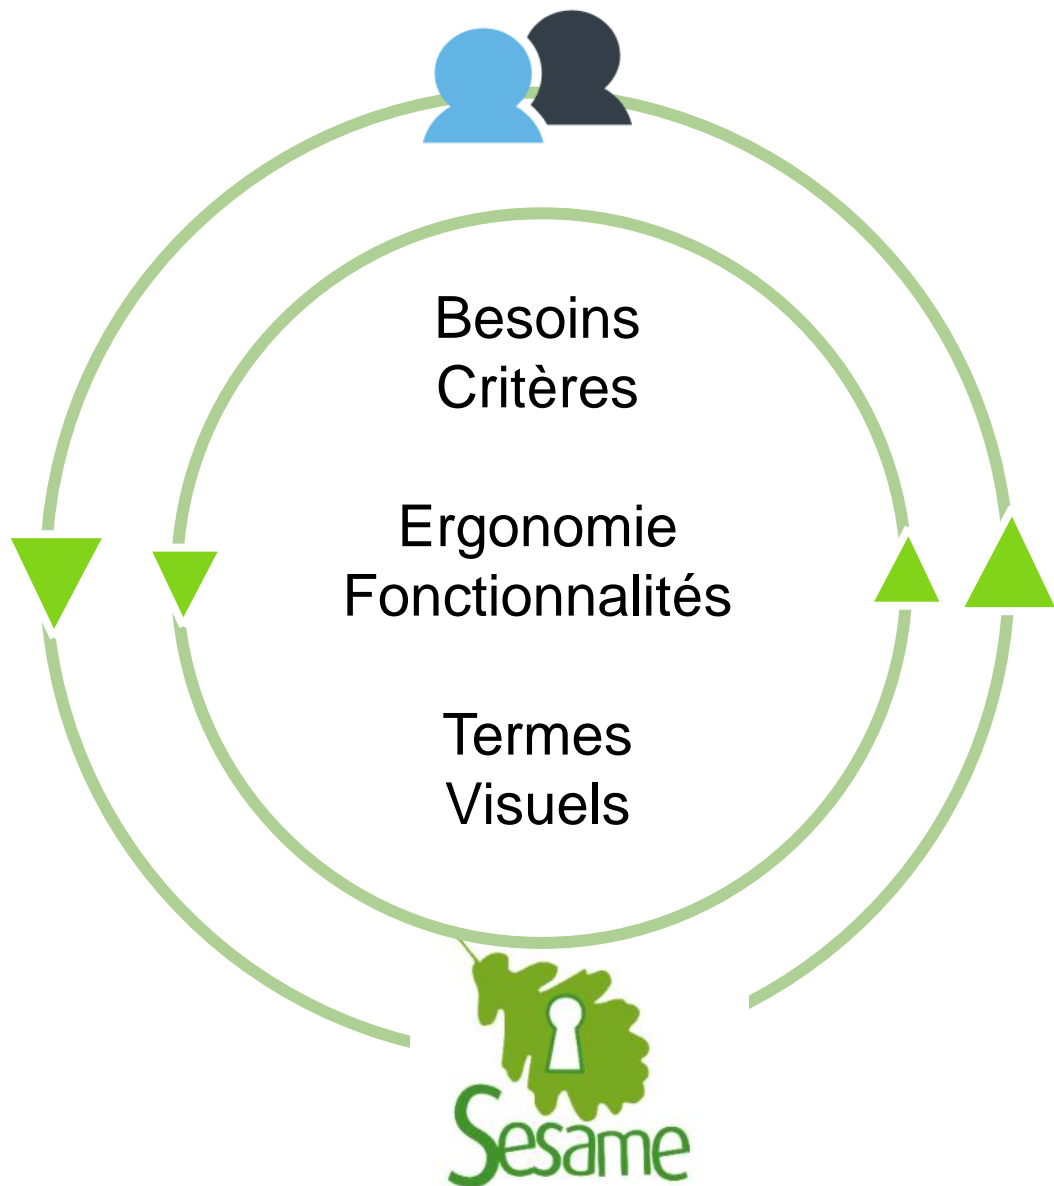 Besoins
Critères
Ergonomie
Fonctionnalités
Termes
Visuels
Sesame